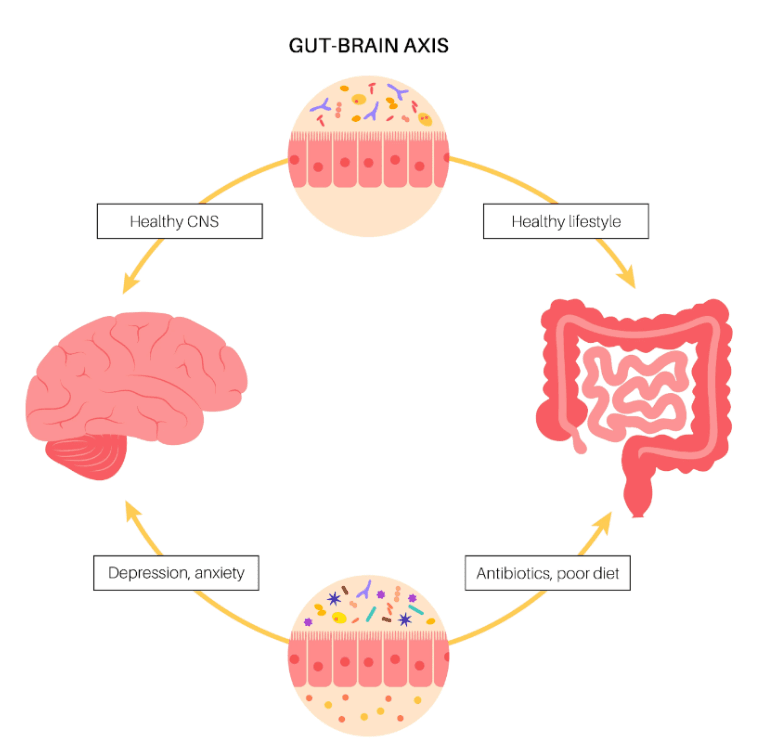 GUT-BRAIN AXIS
Healthy CNS
Healthy lifestyle
Depression, anxiety
Antibiotics, poor diet